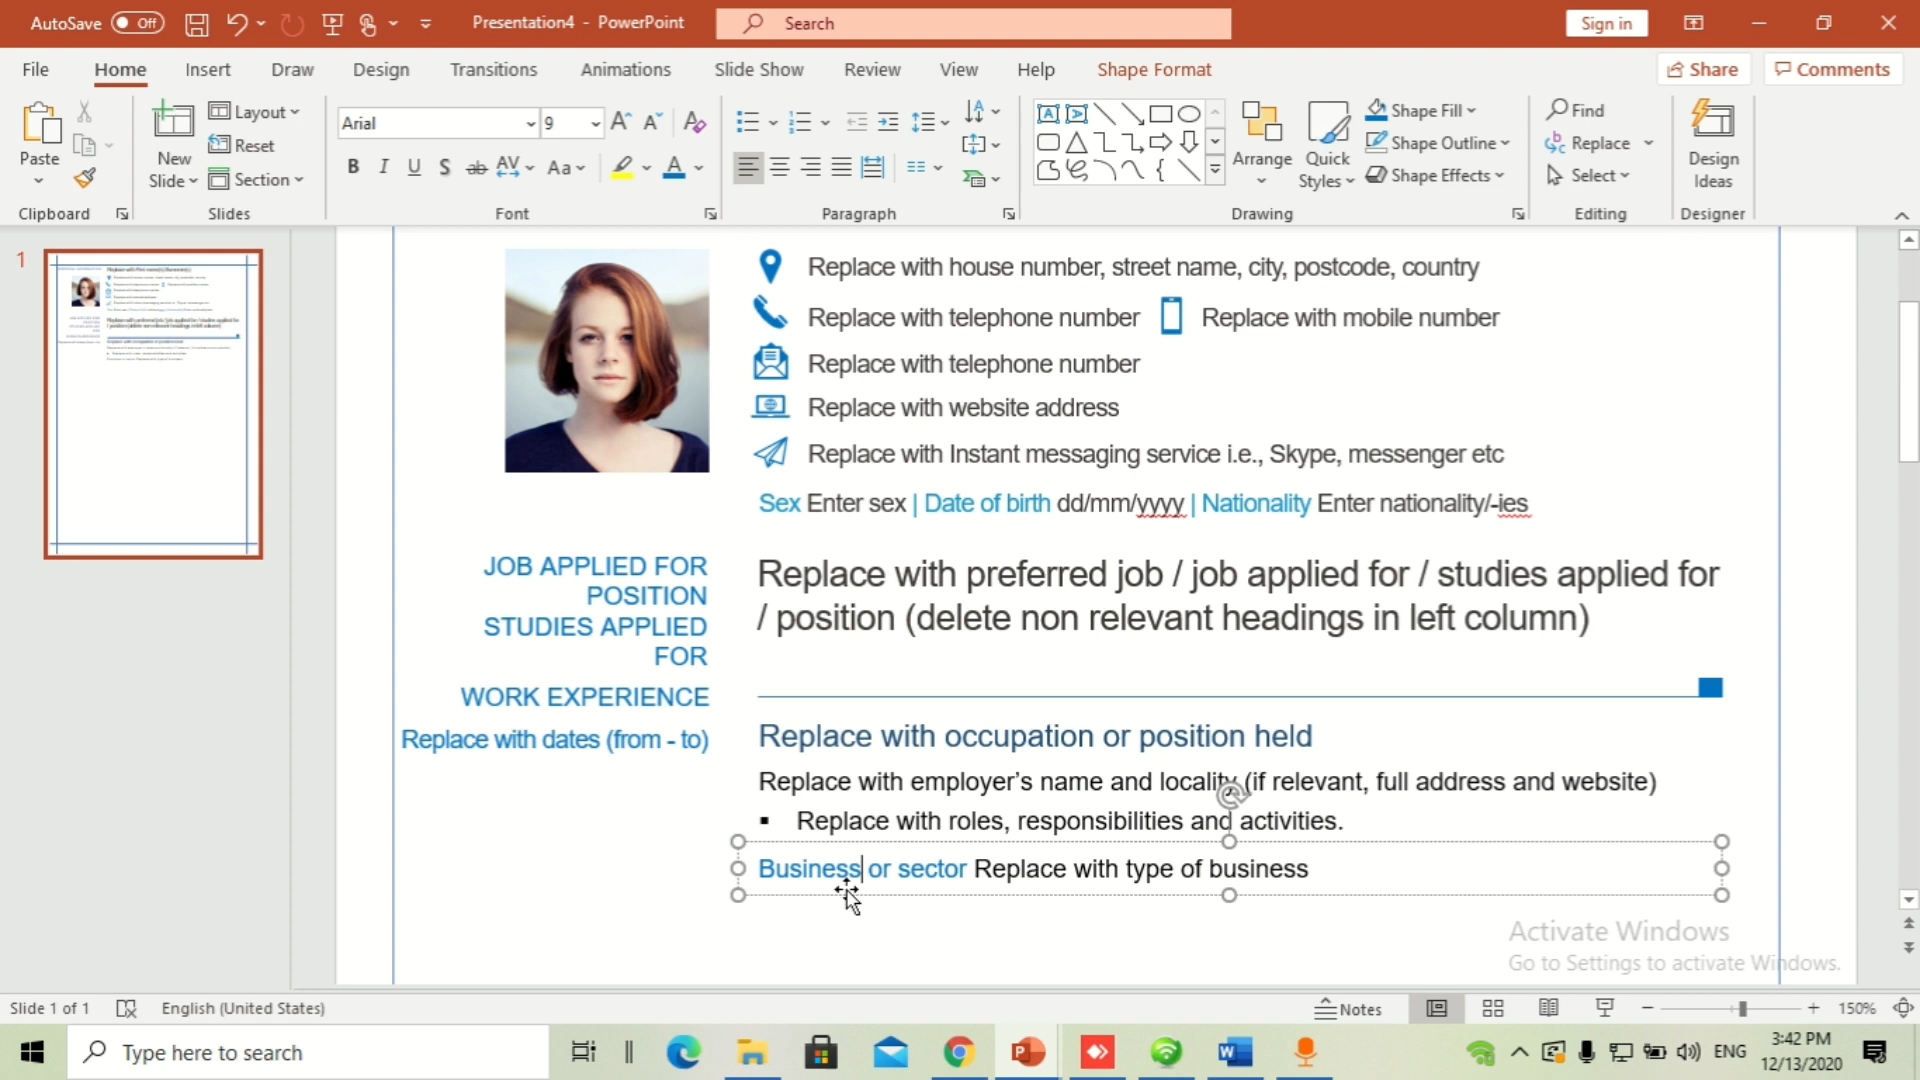 AutoSave Off Presentation4 - PowerPoint Search Sign in
File Home Insert Draw Design Transitions Animations Slide Show Review View Help Shape Format Share Comments
Paste New Slide Layout Reset Section Arial 9 Arrange Quick Styles Shape Fill Shape Outline Shape Effects Find Replace Select Design Ideas
Clipboard Slides Font Paragraph Drawing Editing Designer
1
Replace with house number, street name, city, postcode, country
Replace with telephone number Replace with mobile number
Replace with telephone number
Replace with website address
Replace with Instant messaging service i.e., Skype, messenger etc
Sex Enter sex | Date of birth dd/mm/yyyy | Nationality Enter nationality/-ies
JOB APPLIED FOR
POSITION
STUDIES APPLIED
FOR
Replace with preferred job / job applied for / studies applied for
/ position (delete non relevant headings in left column)
WORK EXPERIENCE
Replace with dates (from - to)
Replace with occupation or position held
Replace with employer’s name and locality (if relevant, full address and website)
▪ Replace with roles, responsibilities and activities.
Business or sector Replace with type of business
Activate Windows
Go to Settings to activate Windows.
Slide 1 of 1 English (United States) Notes 150%
Type here to search ENG 3:42 PM
12/13/2020